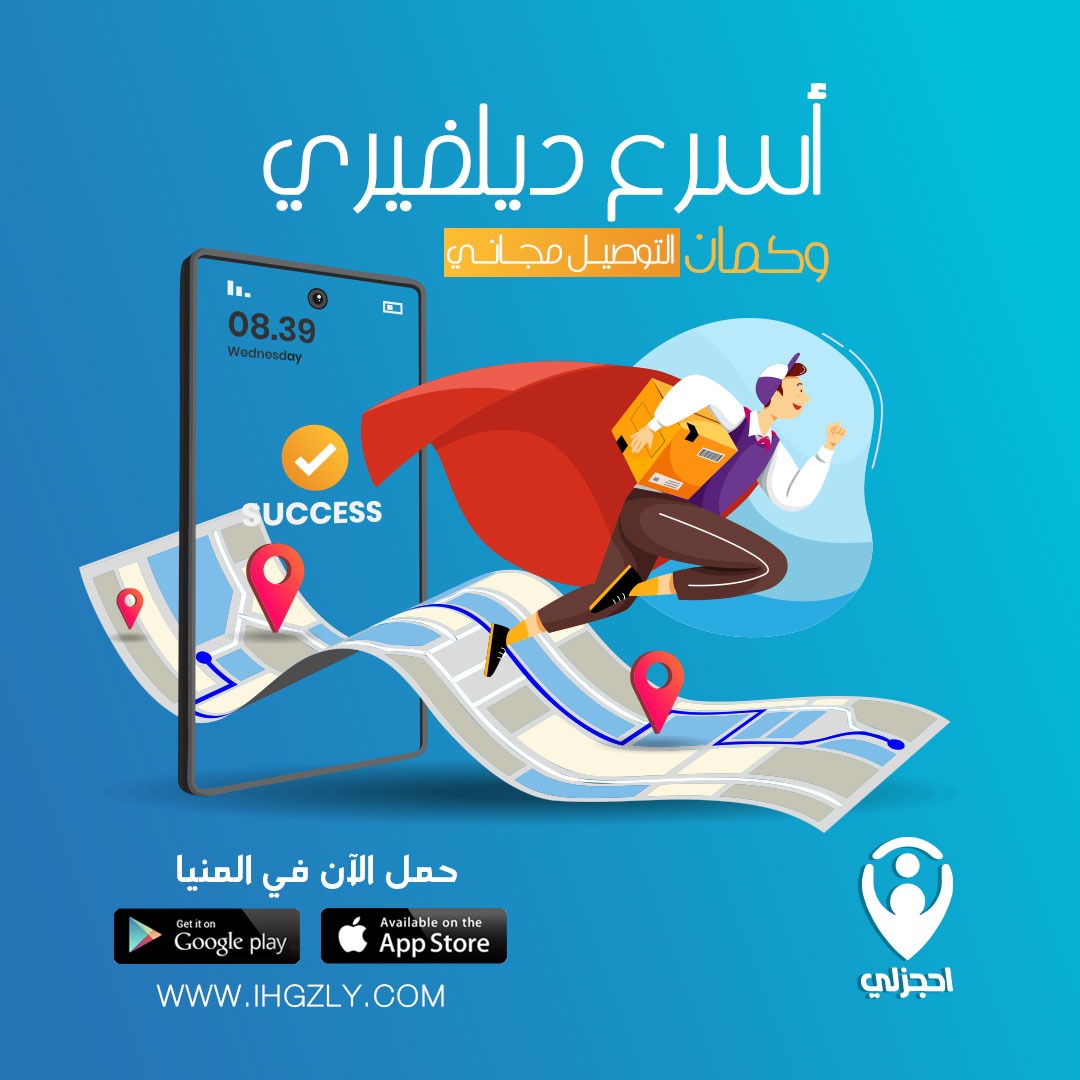 أسرع ديلفيري
وكمان التوصيل مجاني
08.39
Wednesday
SUCCESS
حمل الآن في المنيا
Get it on
Google play
Available on the
App Store
WWW.IHGZLY.COM
احجزلي